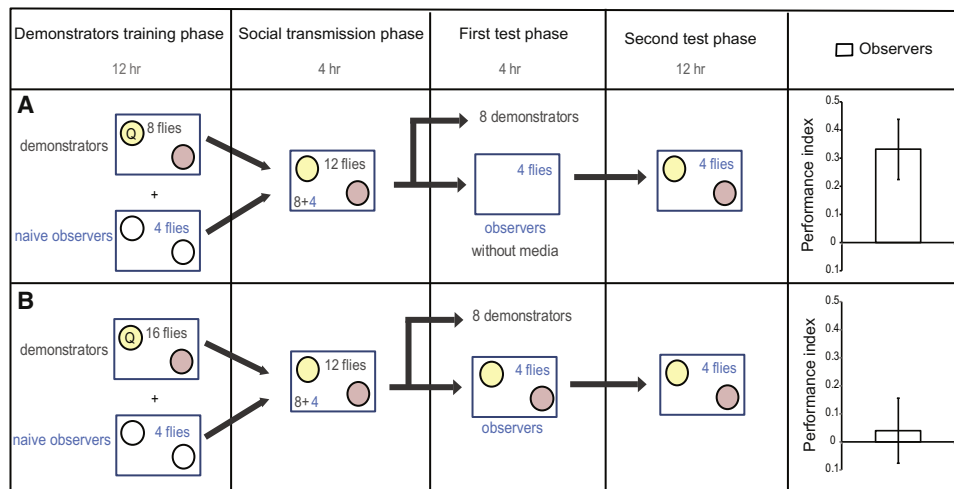 Demonstrators training phase
12 hr
Social transmission phase
4 hr
First test phase
4 hr
Second test phase
12 hr
Observers
A
demonstrators
Q
8 flies
+
naive observers
4 flies
12 flies
8+4
8 demonstrators
4 flies
observers
without media
4 flies
Performance index
0.5
0.4
0.3
0.2
0.1
0
0.1
B
demonstrators
Q
16 flies
+
naive observers
4 flies
12 flies
8+4
8 demonstrators
4 flies
observers
4 flies
Performance index
0.5
0.4
0.3
0.2
0.1
0
0.1